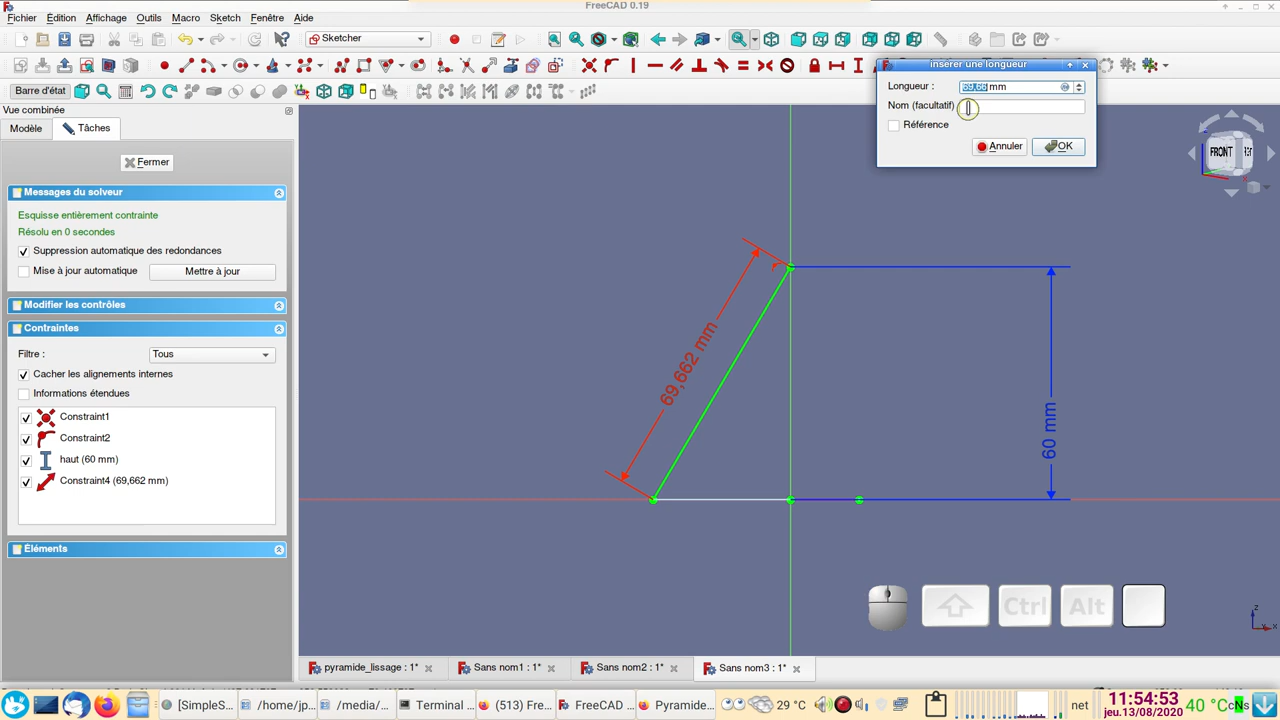 FreeCAD 0.19
Fichier Édition Affichage Outils Macro Sketch Fenêtre Aide
Sketcher
Barre d'état
Vue combinée
Modèle Tâches
Fermer
Messages du solveur
Esquisse entièrement contrainte
Résolu en 0 secondes
Suppression automatique des redondances
Mise à jour automatique Mettre à jour
Modifier les contrôles
Contraintes
Filtre : Tous
Cacher les alignements internes
Informations étendues
Constraint1
Constraint2
haut (60 mm)
Constraint4 (69,662 mm)
Éléments
insérer une longueur
Longueur : 69,66 mm
Nom (facultatif)
Référence
Annuler OK
FRONT
69,662 mm
60 mm
Ctrl Alt
z
x
pyramide_lissage : 1* Sans nom1 : 1* Sans nom2 : 1* Sans nom3 : 1*
[SimpleS... /home/jp... /media/... Terminal ... (513) Fr... FreeCAD ... Pyramide... 29 °C net 11:54:53 40 °C cNs
jeu.13/08/2020